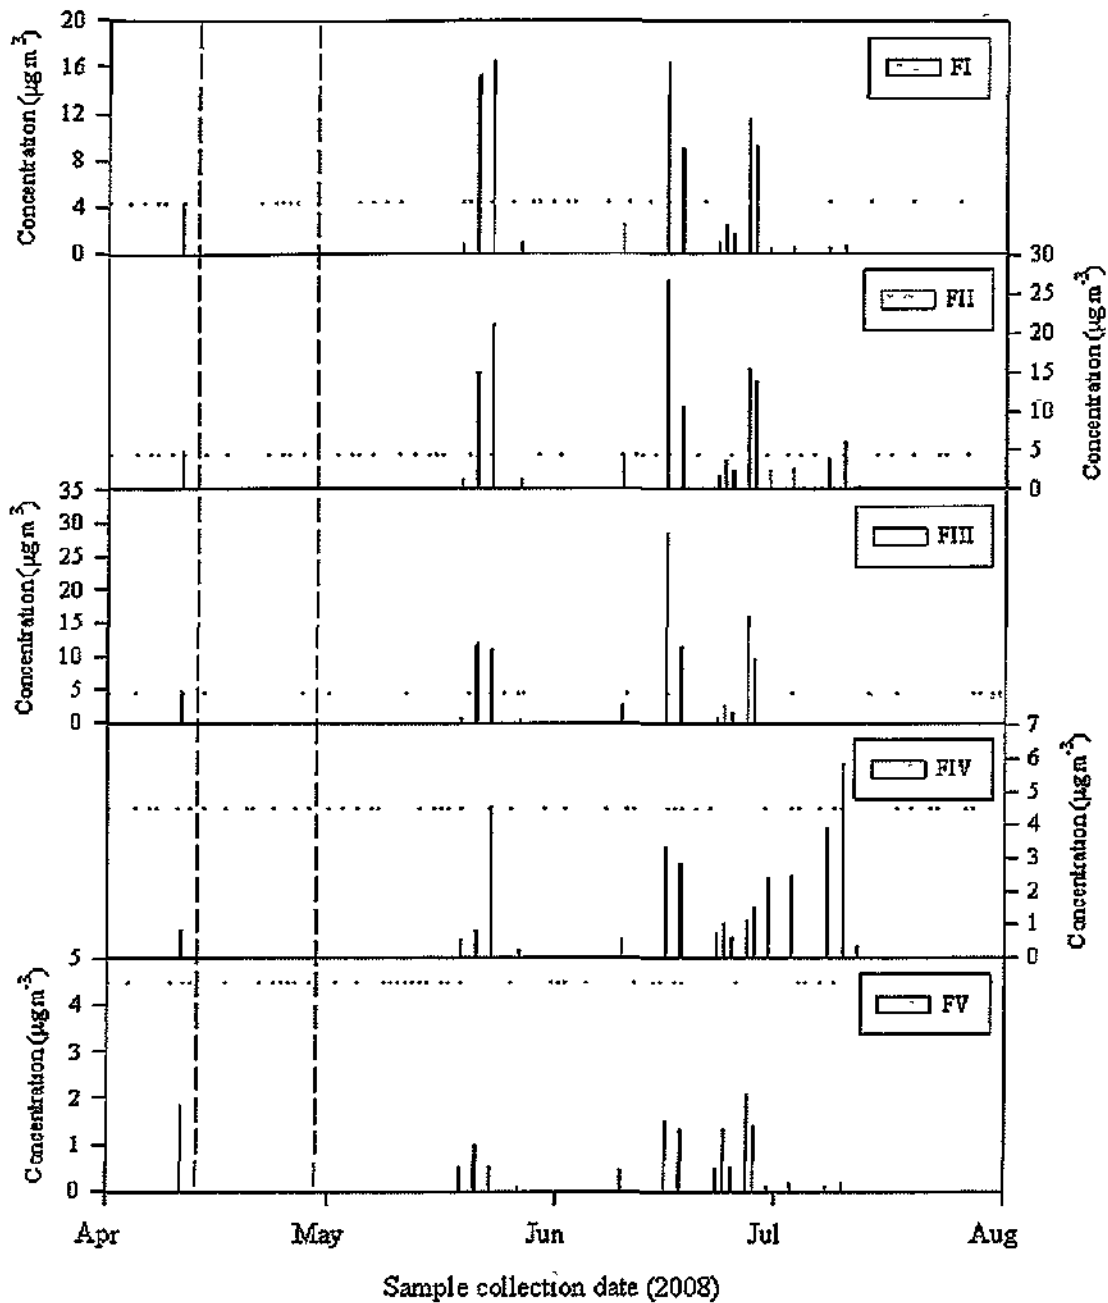 20
16
12
8
4
0
Concentration (µg m⁻³)
FI
30
25
20
15
10
5
0
Concentration (µg m⁻³)
FII
35
30
25
20
15
10
5
0
Concentration (µg m⁻³)
FIII
7
6
5
4
3
2
1
0
Concentration (µg m⁻³)
FIV
5
4
3
2
1
0
Concentration (µg m⁻³)
FV
Apr May Jun Jul Aug
Sample collection date (2008)